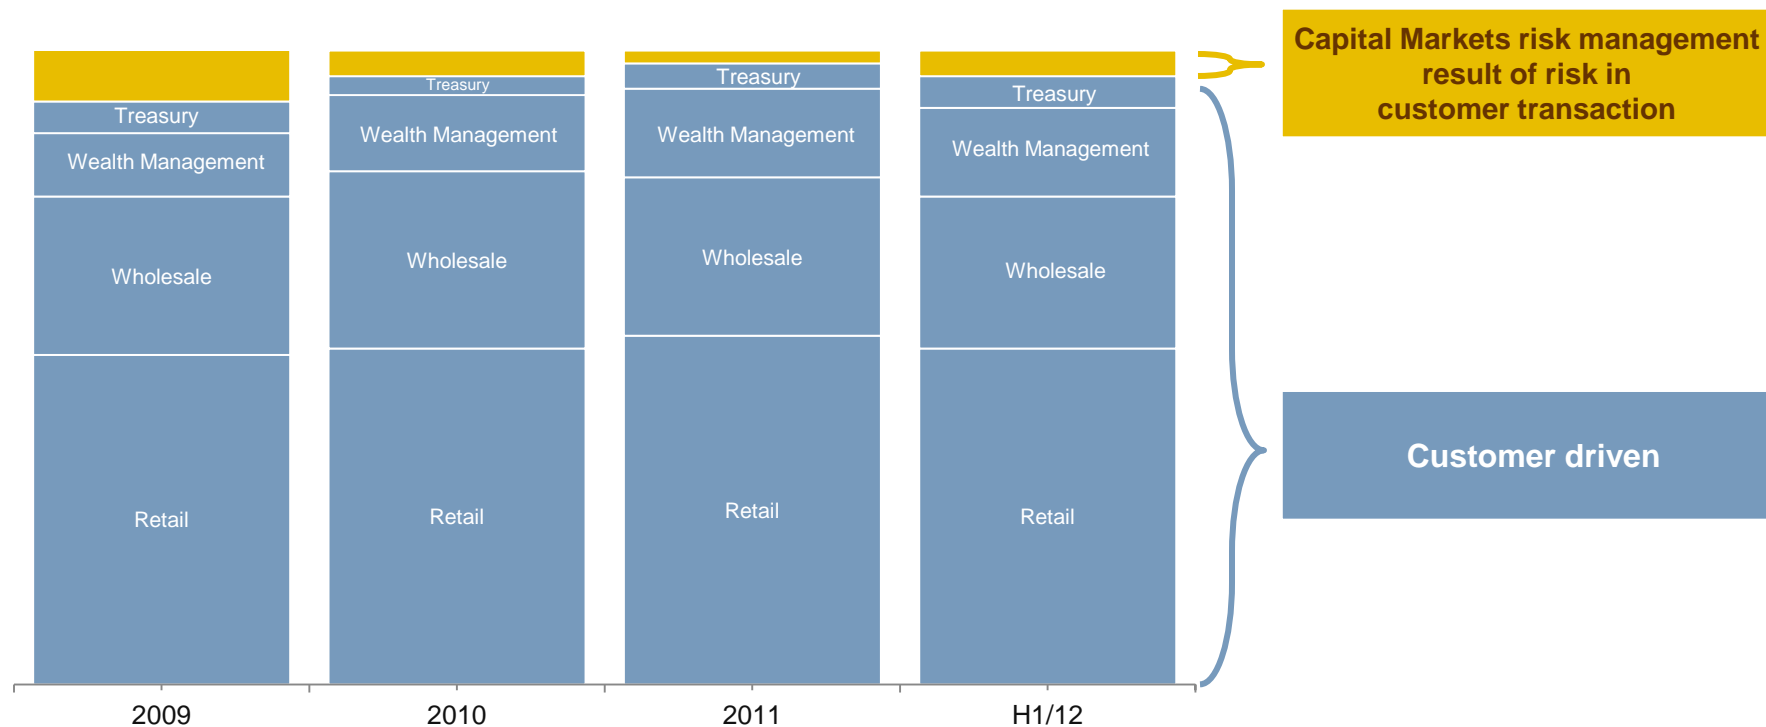 Capital Markets risk management
result of risk in
customer transaction
Treasury
Wealth Management
Wholesale
Retail
Treasury
Wealth Management
Wholesale
Retail
Treasury
Wealth Management
Wholesale
Retail
Treasury
Wealth Management
Wholesale
Retail
Customer driven
2009
2010
2011
H1/12